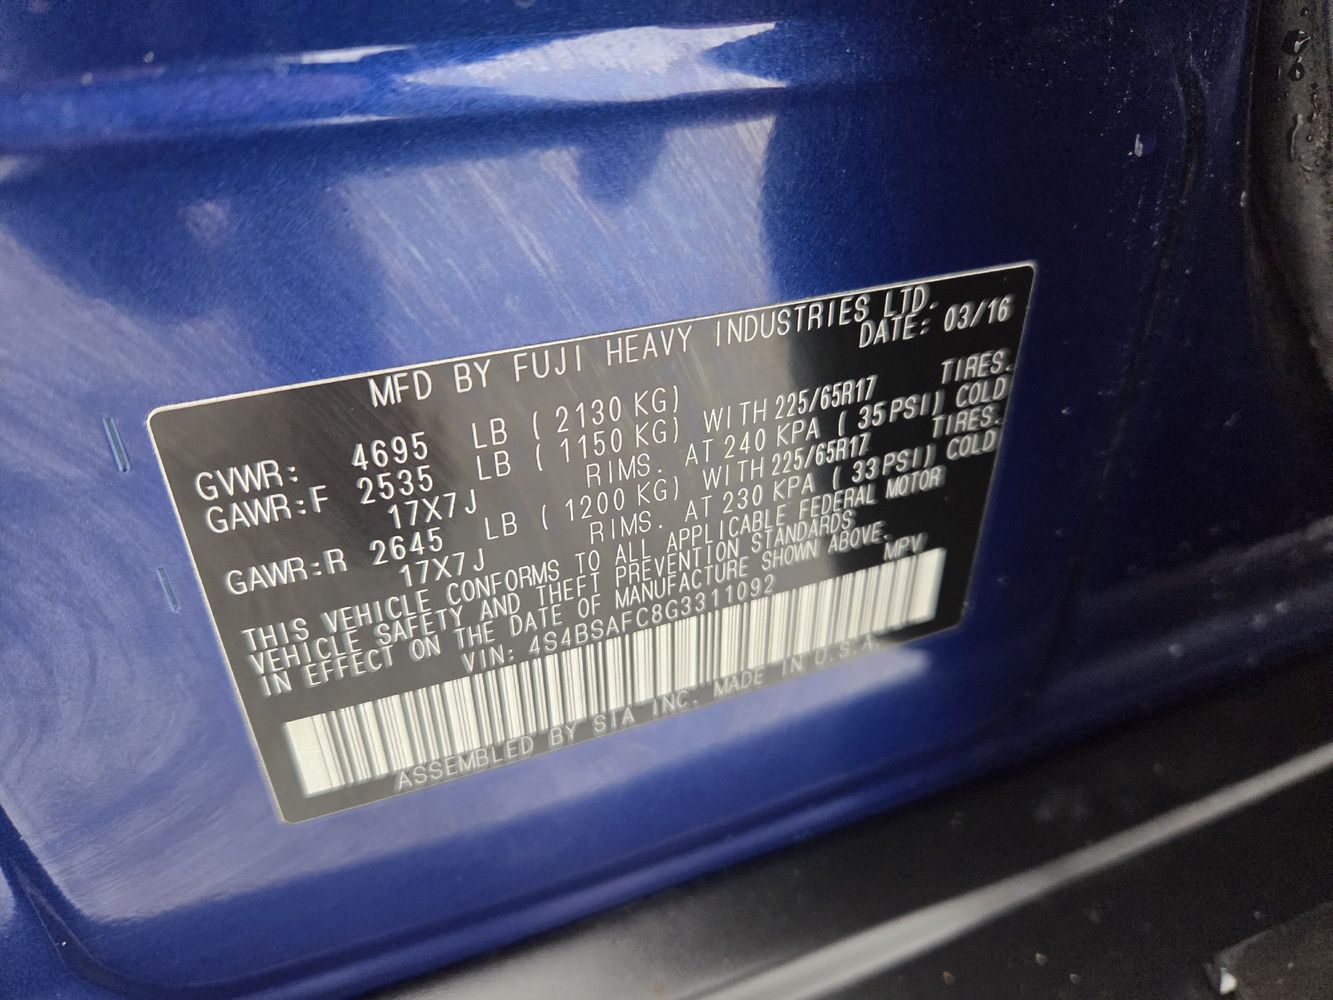 MFD BY FUJI HEAVY INDUSTRIES LTD.
DATE: 03/16
GVWR: 4695 LB ( 2130 KG)
GAWR:F 2535 LB ( 1150 KG) WITH 225/65R17 TIRES.
17X7J RIMS. AT 240 KPA ( 35 PSI) COLD
GAWR:R 2645 LB ( 1200 KG) WITH 225/65R17 TIRES.
17X7J RIMS. AT 230 KPA ( 33 PSI) COLD
THIS VEHICLE CONFORMS TO ALL APPLICABLE FEDERAL MOTOR
VEHICLE SAFETY AND THEFT PREVENTION STANDARDS
IN EFFECT ON THE DATE OF MANUFACTURE SHOWN ABOVE.
VIN: 4S4BSAFC8G3311092 MPV
ASSEMBLED BY SIA INC. MADE IN U.S.A.